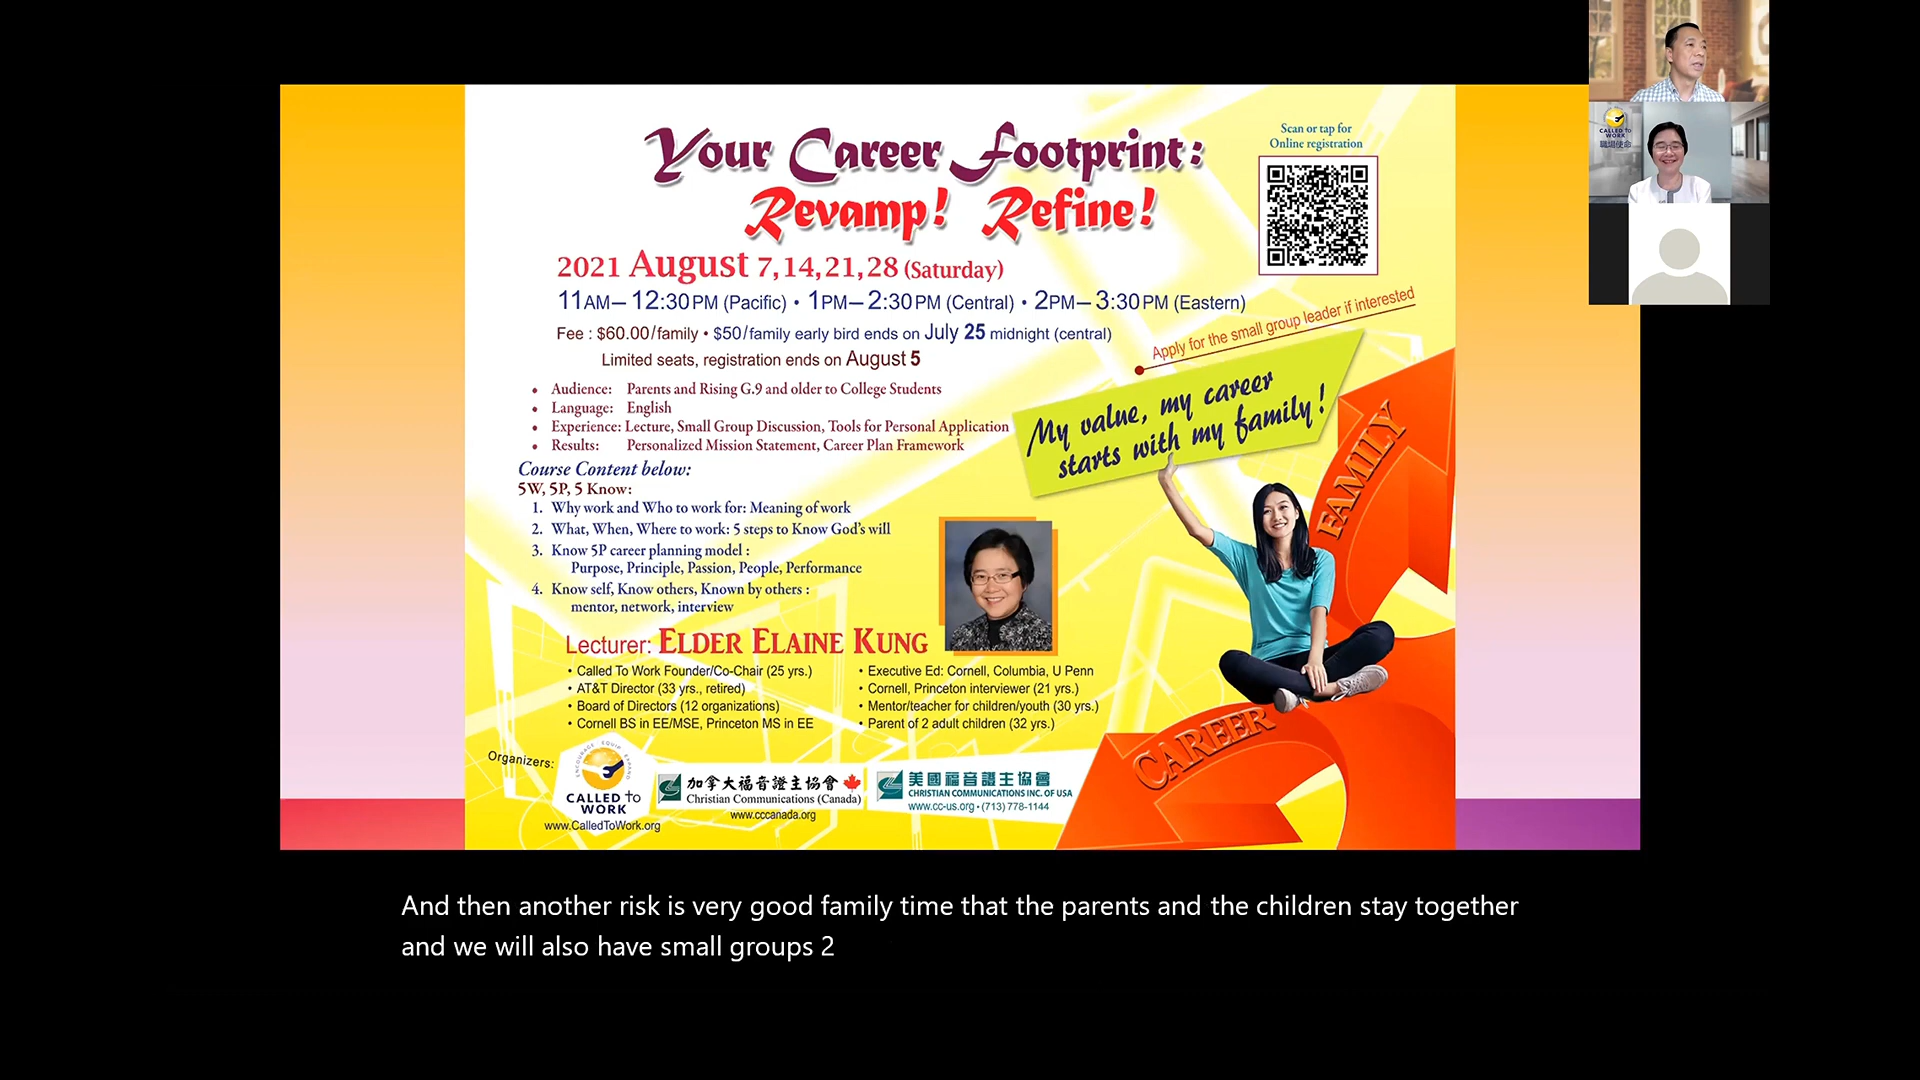 Your Career Footprint:
Revamp! Refine!
Scan or tap for
Online registration
2021 August 7,14,21,28 (Saturday)
11AM– 12:30PM (Pacific) • 1PM– 2:30PM (Central) • 2PM– 3:30PM (Eastern)
Fee : $60.00/family • $50/family early bird ends on July 25 midnight (central)
Limited seats, registration ends on August 5
Apply for the small group leader if interested
• Audience: Parents and Rising G.9 and older to College Students
• Language: English
• Experience: Lecture, Small Group Discussion, Tools for Personal Application
• Results: Personalized Mission Statement, Career Plan Framework
My value, my career
starts with my family!
FAMILY
CAREER
Course Content below:
5W, 5P, 5 Know:
1. Why work and Who to work for: Meaning of work
2. What, When, Where to work: 5 steps to Know God's will
3. Know 5P career planning model :
Purpose, Principle, Passion, People, Performance
4. Know self, Know others, Known by others :
mentor, network, interview
Lecturer: ELDER ELAINE KUNG
• Called To Work Founder/Co-Chair (25 yrs.)
• AT&T Director (33 yrs., retired)
• Board of Directors (12 organizations)
• Cornell BS in EE/MSE, Princeton MS in EE
• Executive Ed: Cornell, Columbia, U Penn
• Cornell, Princeton interviewer (21 yrs.)
• Mentor/teacher for children/youth (30 yrs.)
• Parent of 2 adult children (32 yrs.)
Organizers:
ENCOURAGE EQUIP EXPAND
CALLED TO
WORK
www.CalledToWork.org
加拿大福音證主協會
Christian Communications (Canada)
www.cccanada.org
美國福音證主協會
CHRISTIAN COMMUNICATIONS INC. OF USA
www.cc-us.org • (713) 778-1144
CALLED TO
WORK
職場使命
And then another risk is very good family time that the parents and the children stay together
and we will also have small groups 2